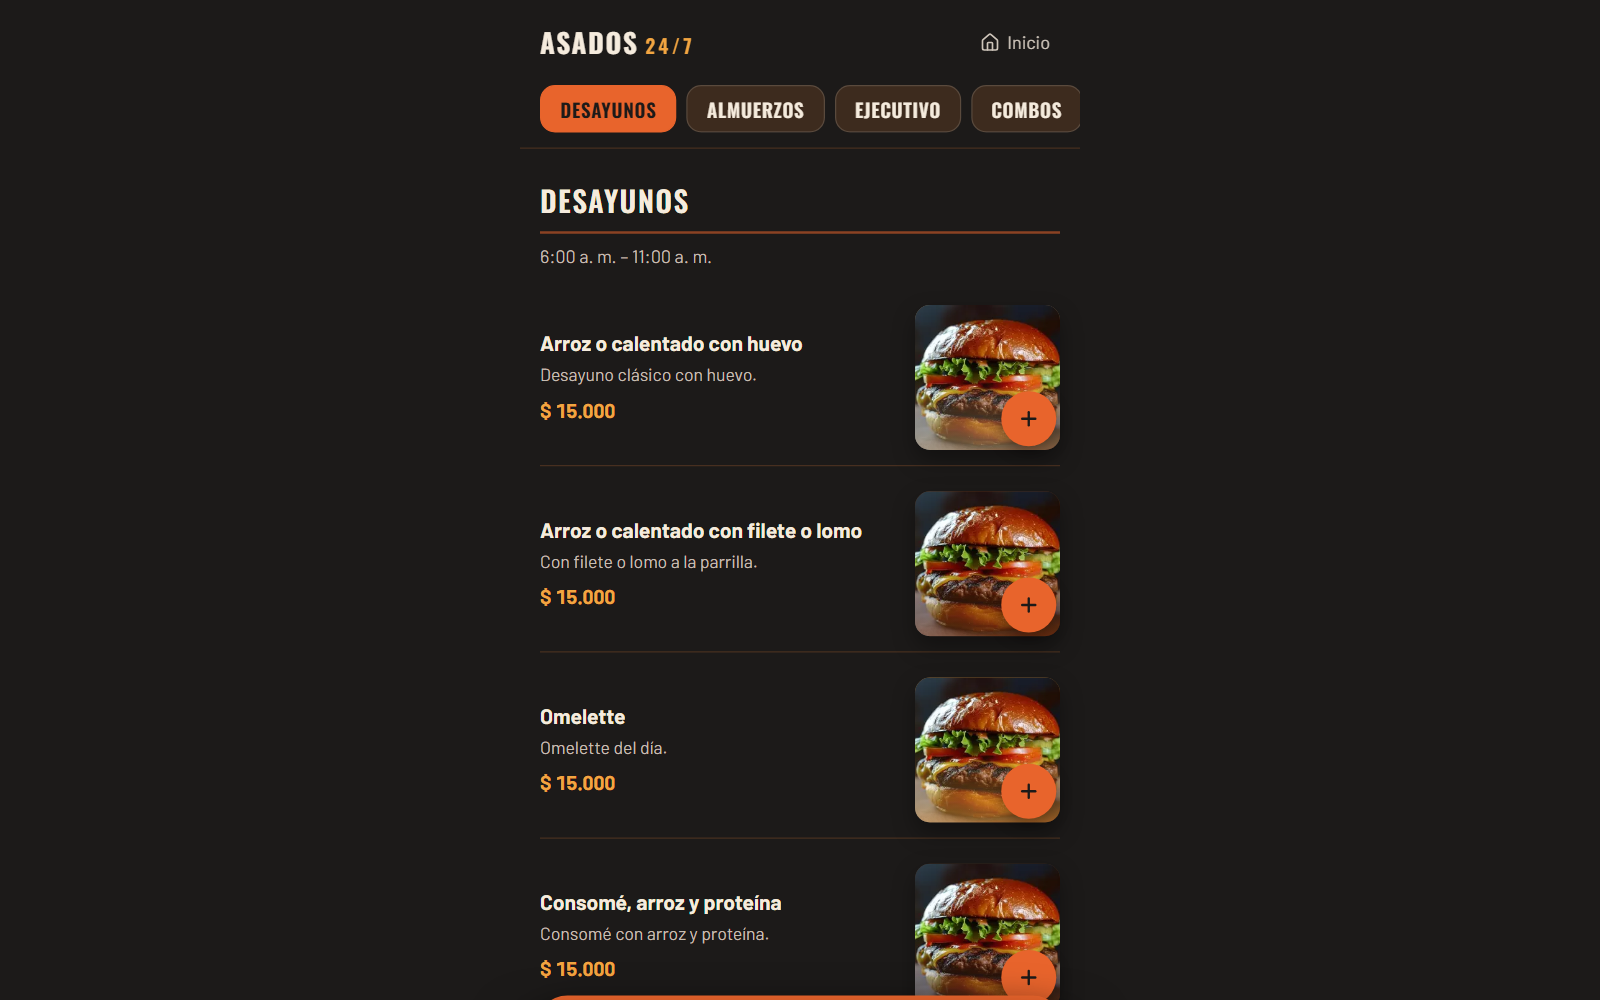 ASADOS 24/7
Inicio
DESAYUNOS
ALMUERZOS
EJECUTIVO
COMBOS
DESAYUNOS
6:00 a. m. – 11:00 a. m.
Arroz o calentado con huevo
Desayuno clásico con huevo.
$ 15.000
+
Arroz o calentado con filete o lomo
Con filete o lomo a la parrilla.
$ 15.000
+
Omelette
Omelette del día.
$ 15.000
+
Consomé, arroz y proteína
Consomé con arroz y proteína.
$ 15.000
+